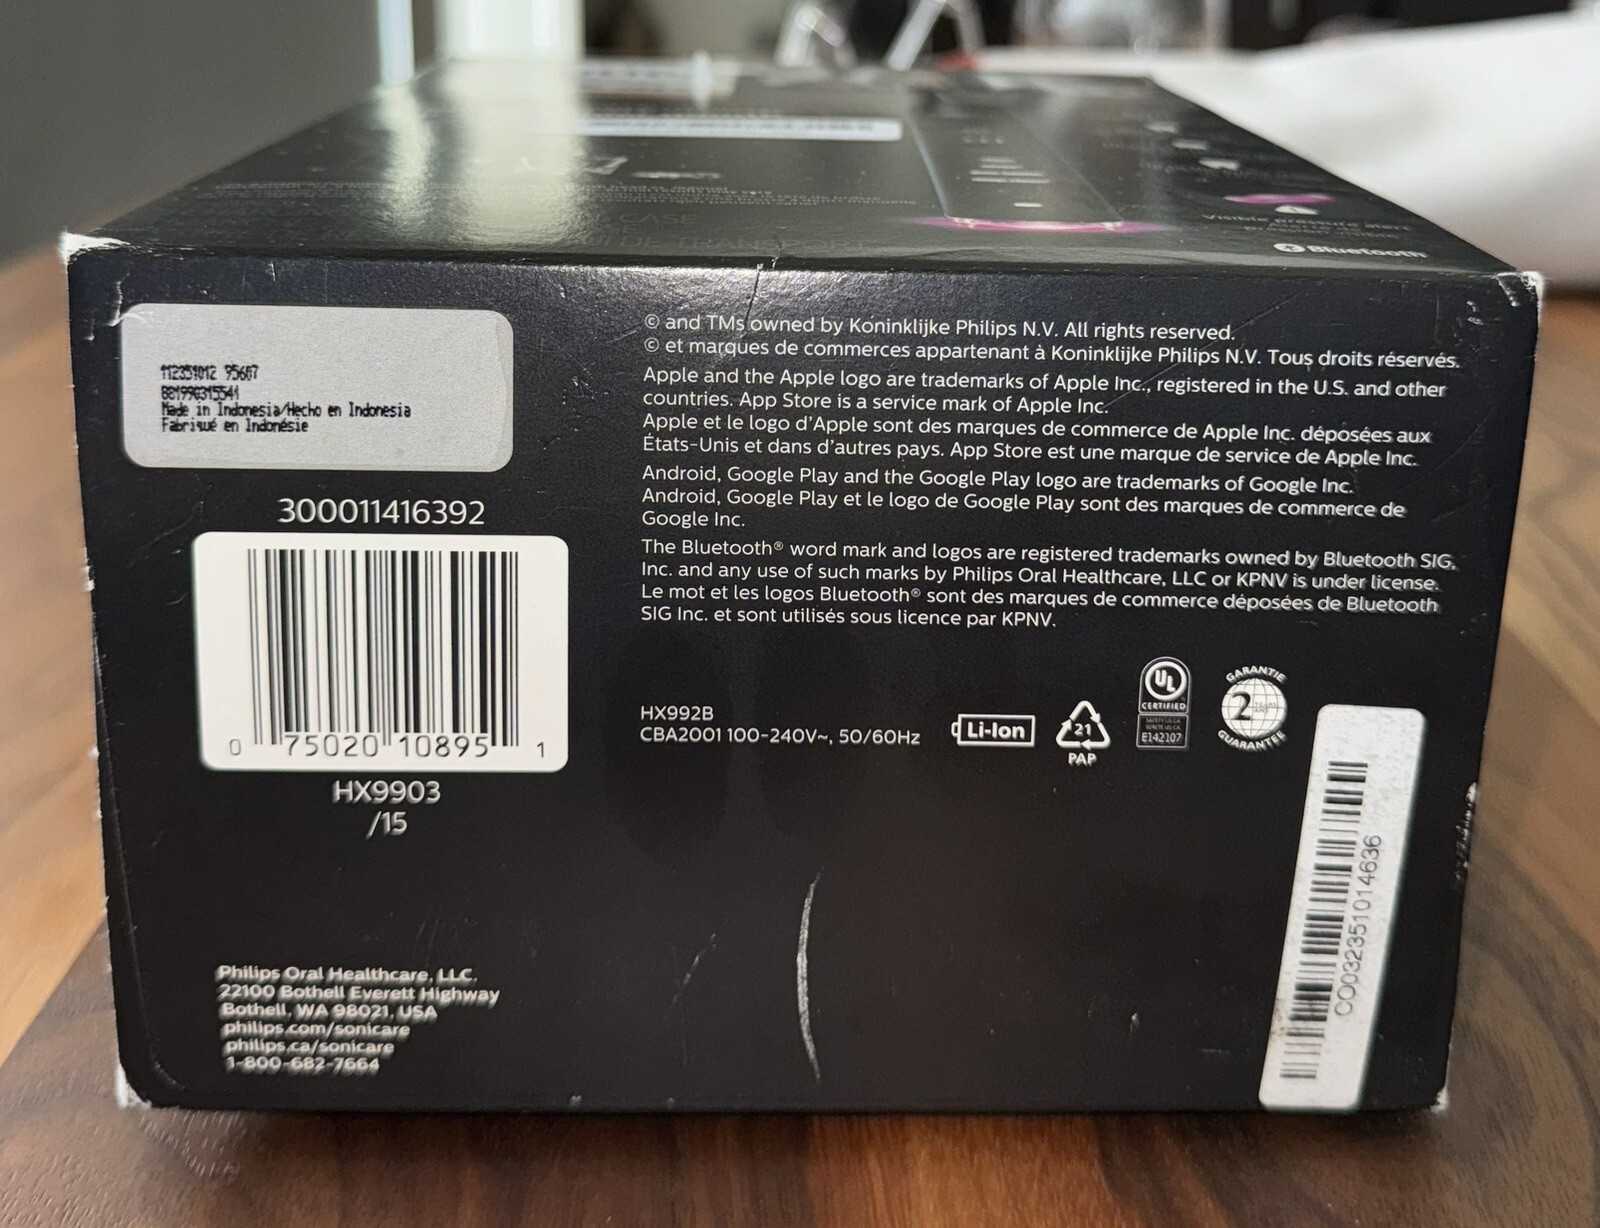 CASE
Visible pressure alert
Bluetooth
112351012 95667
881990315541
Made in Indonesia/Hecho en Indonesia
Fabriqué en Indonésie
300011416392
0 75020 10895 1
HX9903
/15
Philips Oral Healthcare, LLC.
22100 Bothell Everett Highway
Bothell, WA 98021, USA
philips.com/sonicare
philips.ca/sonicare
1-800-682-7664
© and TMs owned by Koninklijke Philips N.V. All rights reserved.
© et marques de commerces appartenant à Koninklijke Philips N.V. Tous droits réservés.
Apple and the Apple logo are trademarks of Apple Inc., registered in the U.S. and other
countries. App Store is a service mark of Apple Inc.
Apple et le logo d'Apple sont des marques de commerce de Apple Inc. déposées aux
États-Unis et dans d'autres pays. App Store est une marque de service de Apple Inc.
Android, Google Play and the Google Play logo are trademarks of Google Inc.
Android, Google Play et le logo de Google Play sont des marques de commerce de
Google Inc.
The Bluetooth® word mark and logos are registered trademarks owned by Bluetooth SIG,
Inc. and any use of such marks by Philips Oral Healthcare, LLC or KPNV is under license.
Le mot et les logos Bluetooth® sont des marques de commerce déposées de Bluetooth
SIG Inc. et sont utilisés sous licence par KPNV.
HX992B
CBA2001 100-240V~, 50/60Hz
Li-Ion
21
PAP
UL
CERTIFIED
E142107
GARANTIE
2 YEARS
ANS
GUARANTEE
CO032351014636